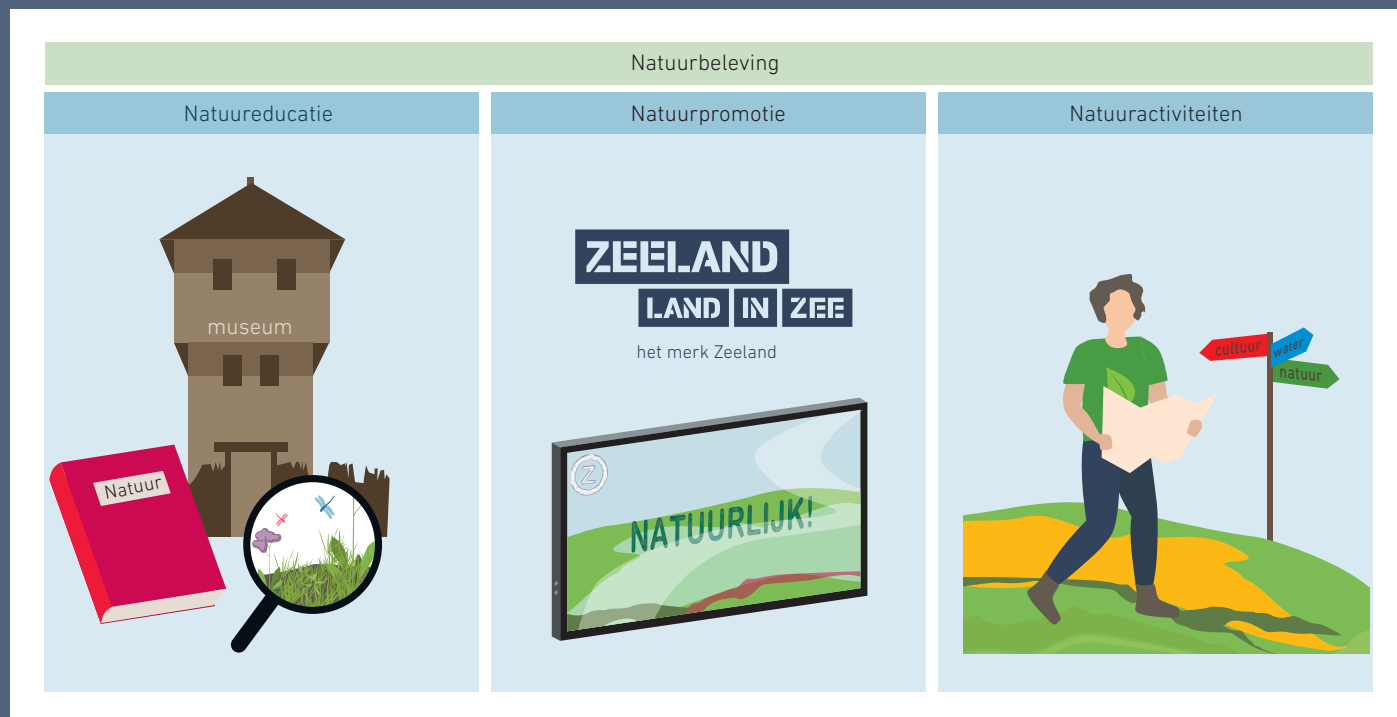 Natuurbeleving
Natuureducatie
museum
Natuur
Natuurpromotie
ZEELAND
LAND IN ZEE
het merk Zeeland
Z
NATUURLIJK!
Natuuractiviteiten
cultuur
water
natuur